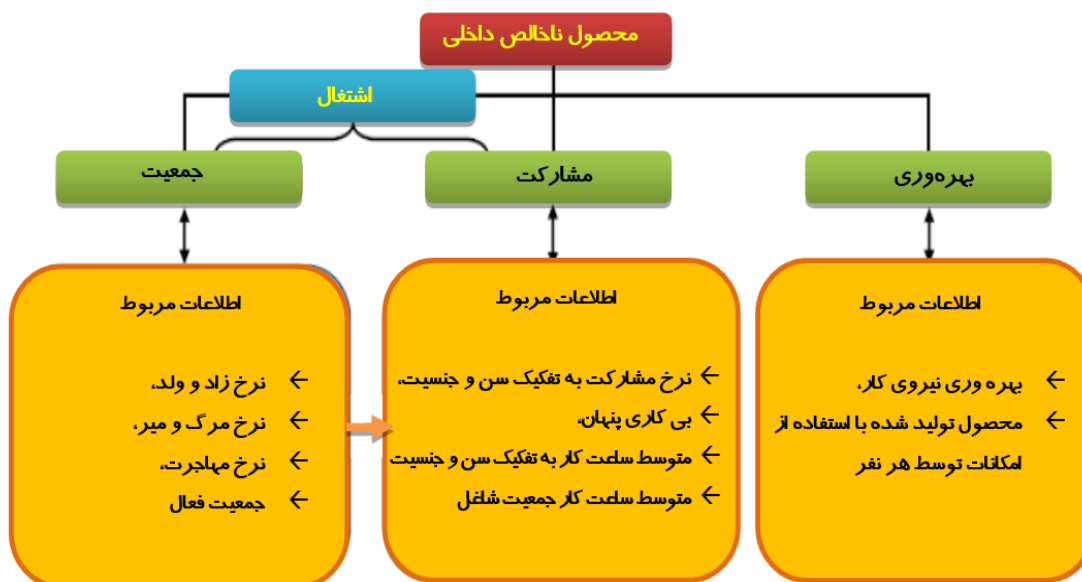 محصول ناخالص داخلی
اشتغال
بهره‌وری
مشارکت
جمعیت
اطلاعات مربوط
بهره وری نیروی کار،
محصول تولید شده با استفاده از
امکانات توسط هر نفر
اطلاعات مربوط
نرخ مشارکت به تفکیک سن و جنسیت،
بی کاری پنهان،
متوسط ساعت کار به تفکیک سن و جنسیت
متوسط ساعت کار جمعیت شاغل
اطلاعات مربوط
نرخ زاد و ولد،
نرخ مرگ و میر،
نرخ مهاجرت،
جمعیت فعال